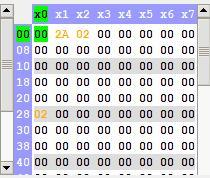 x0 x1 x2 x3 x4 x5 x6 x7
00 00 2A 02 00 00 00 00 00
08 00 00 00 00 00 00 00 00
10 00 00 00 00 00 00 00 00
18 00 00 00 00 00 00 00 00
20 00 00 00 00 00 00 00 00
28 02 00 00 00 00 00 00 00
30 00 00 00 00 00 00 00 00
38 00 00 00 00 00 00 00 00
40 00 00 00 00 00 00 00 00